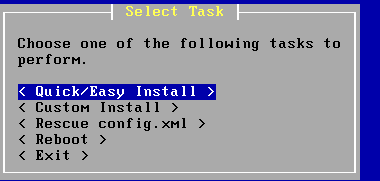 Select Task
Choose one of the following tasks to
perform.
< Quick/Easy Install >
< Custom Install >
< Rescue config.xml >
< Reboot >
< Exit >